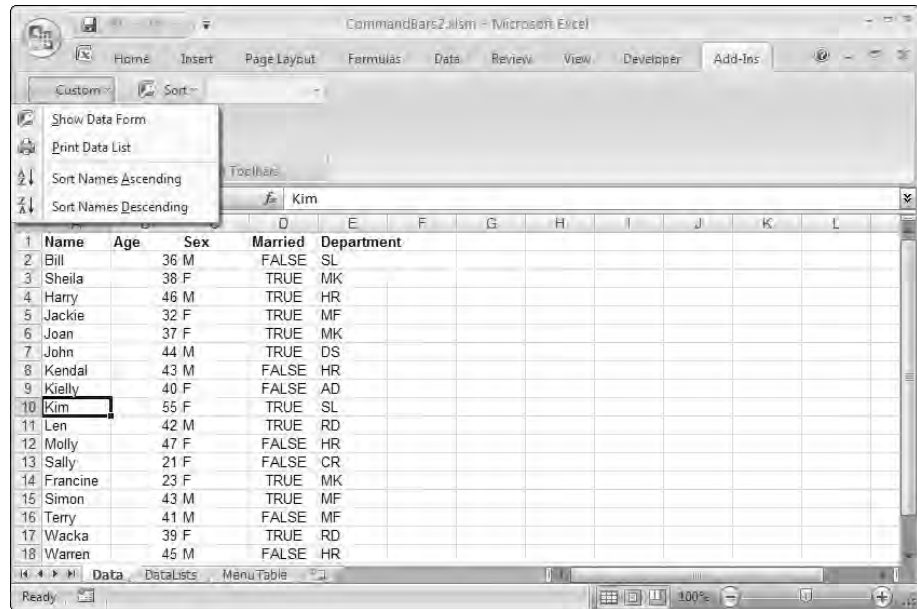 CommandBars2.xlsm - Microsoft Excel
Home Insert Page Layout Formulas Data Review View Developer Add-Ins
Custom Sort
Show Data Form
Print Data List
Sort Names Ascending
Sort Names Descending
Toolbars
fx Kim
D E F G H I J K L
1 Name Age Sex Married Department
2 Bill 36 M FALSE SL
3 Sheila 38 F TRUE MK
4 Harry 46 M TRUE HR
5 Jackie 32 F TRUE MF
6 Joan 37 F TRUE MK
7 John 44 M TRUE DS
8 Kendal 43 M FALSE HR
9 Kielly 40 F FALSE AD
10 Kim 55 F TRUE SL
11 Len 42 M TRUE RD
12 Molly 47 F FALSE HR
13 Sally 21 F FALSE CR
14 Francine 23 F TRUE MK
15 Simon 43 M TRUE MF
16 Terry 41 M FALSE MF
17 Wacka 39 F TRUE RD
18 Warren 45 M FALSE HR
Data DataLists MenuTable
Ready 100%